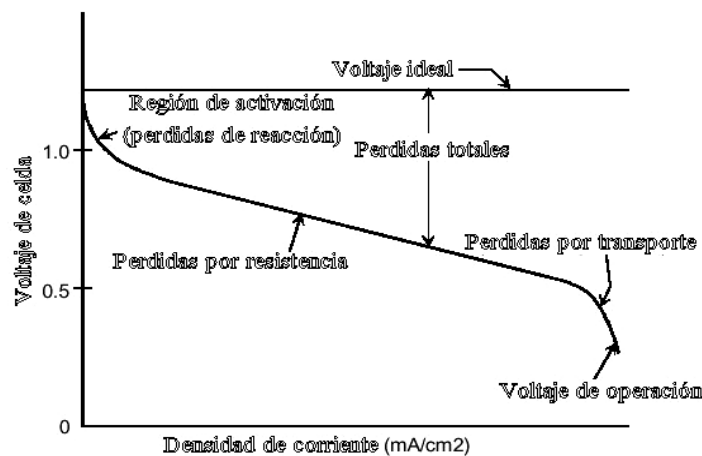 Voltaje ideal
Región de activación
(perdidas de reacción)
Perdidas totales
1.0
Voltaje de celda
Perdidas por transporte
Perdidas por resistencia
0.5
Voltaje de operación
0
Densidad de corriente (mA/cm2)